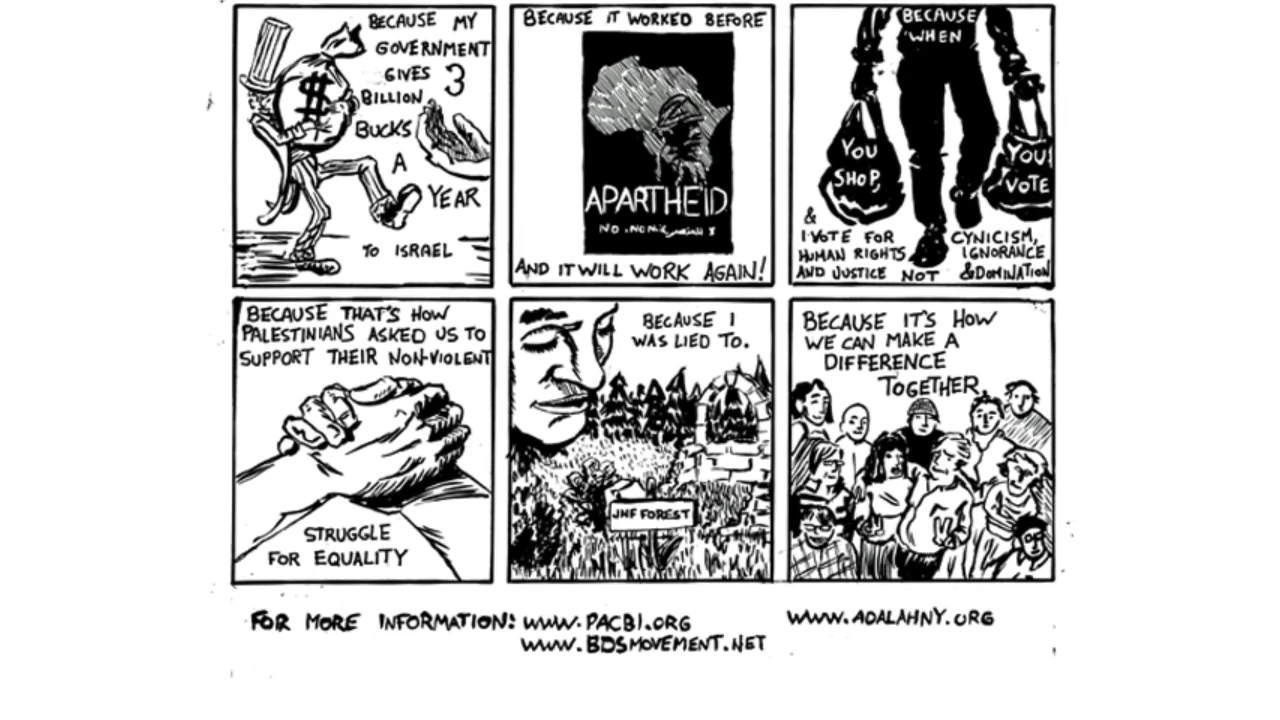 BECAUSE MY
GOVERNMENT
GIVES 3
BILLION
BUCKS
A
YEAR
TO ISRAEL
$
BECAUSE IT WORKED BEFORE
APARTHEID
NO
AND IT WILL WORK AGAIN!
BECAUSE
WHEN
YOU
SHOP,
YOU
VOTE
&
I VOTE FOR
HUMAN RIGHTS
AND JUSTICE NOT
CYNICISM,
IGNORANCE
& DOMINATION
BECAUSE THAT'S HOW
PALESTINIANS ASKED US TO
SUPPORT THEIR NON-VIOLENT
STRUGGLE
FOR EQUALITY
BECAUSE I
WAS LIED TO.
JNF FOREST
BECAUSE IT'S HOW
WE CAN MAKE A
DIFFERENCE
TOGETHER.
FOR MORE INFORMATION: WWW.PACBI.ORG
WWW.BDSMOVEMENT.NET
WWW.ADALAHNY.ORG